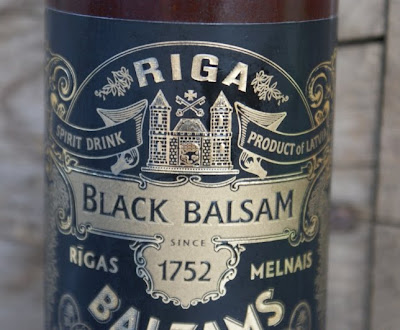 RIGA
SPIRIT DRINK
PRODUCT of LATVIA
BLACK BALSAM
SINCE
1752
RĪGAS MELNAIS
BALZAMS